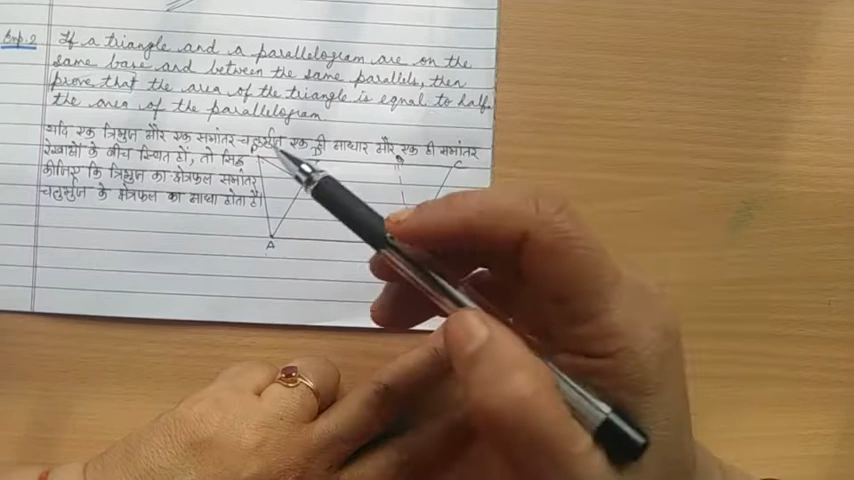 Exp. 2
If a triangle and a parallelogram are on the
same base and between the same parallels, then
prove that the area of the triangle is equal to half
the area of the parallelogram.
यदि एक त्रिभुज और एक समांतर चतुर्भुज एक ही आधार और एक ही समांतर
रेखाओं के बीच स्थित हों, तो सिद्ध
कीजिए कि त्रिभुज का क्षेत्रफल समांतर
चतुर्भुज के क्षेत्रफल का आधा होता है।
P D C
A